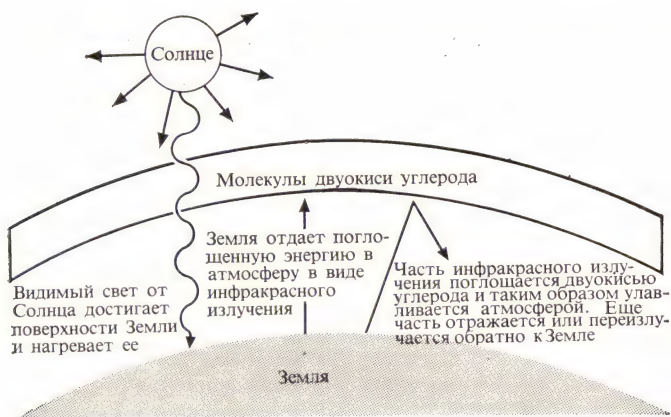 Солнце
Молекулы двуокиси углерода
Земля отдает погло-
щенную энергию в
атмосферу в виде
инфракрасного
излучения
Видимый свет от
Солнца достигает
поверхности Земли
и нагревает ее
Часть инфракрасного излу-
чения поглощается двуокисью
углерода и таким образом улав-
ливается атмосферой. Еще
часть отражается или переизлу-
чается обратно к Земле
Земля